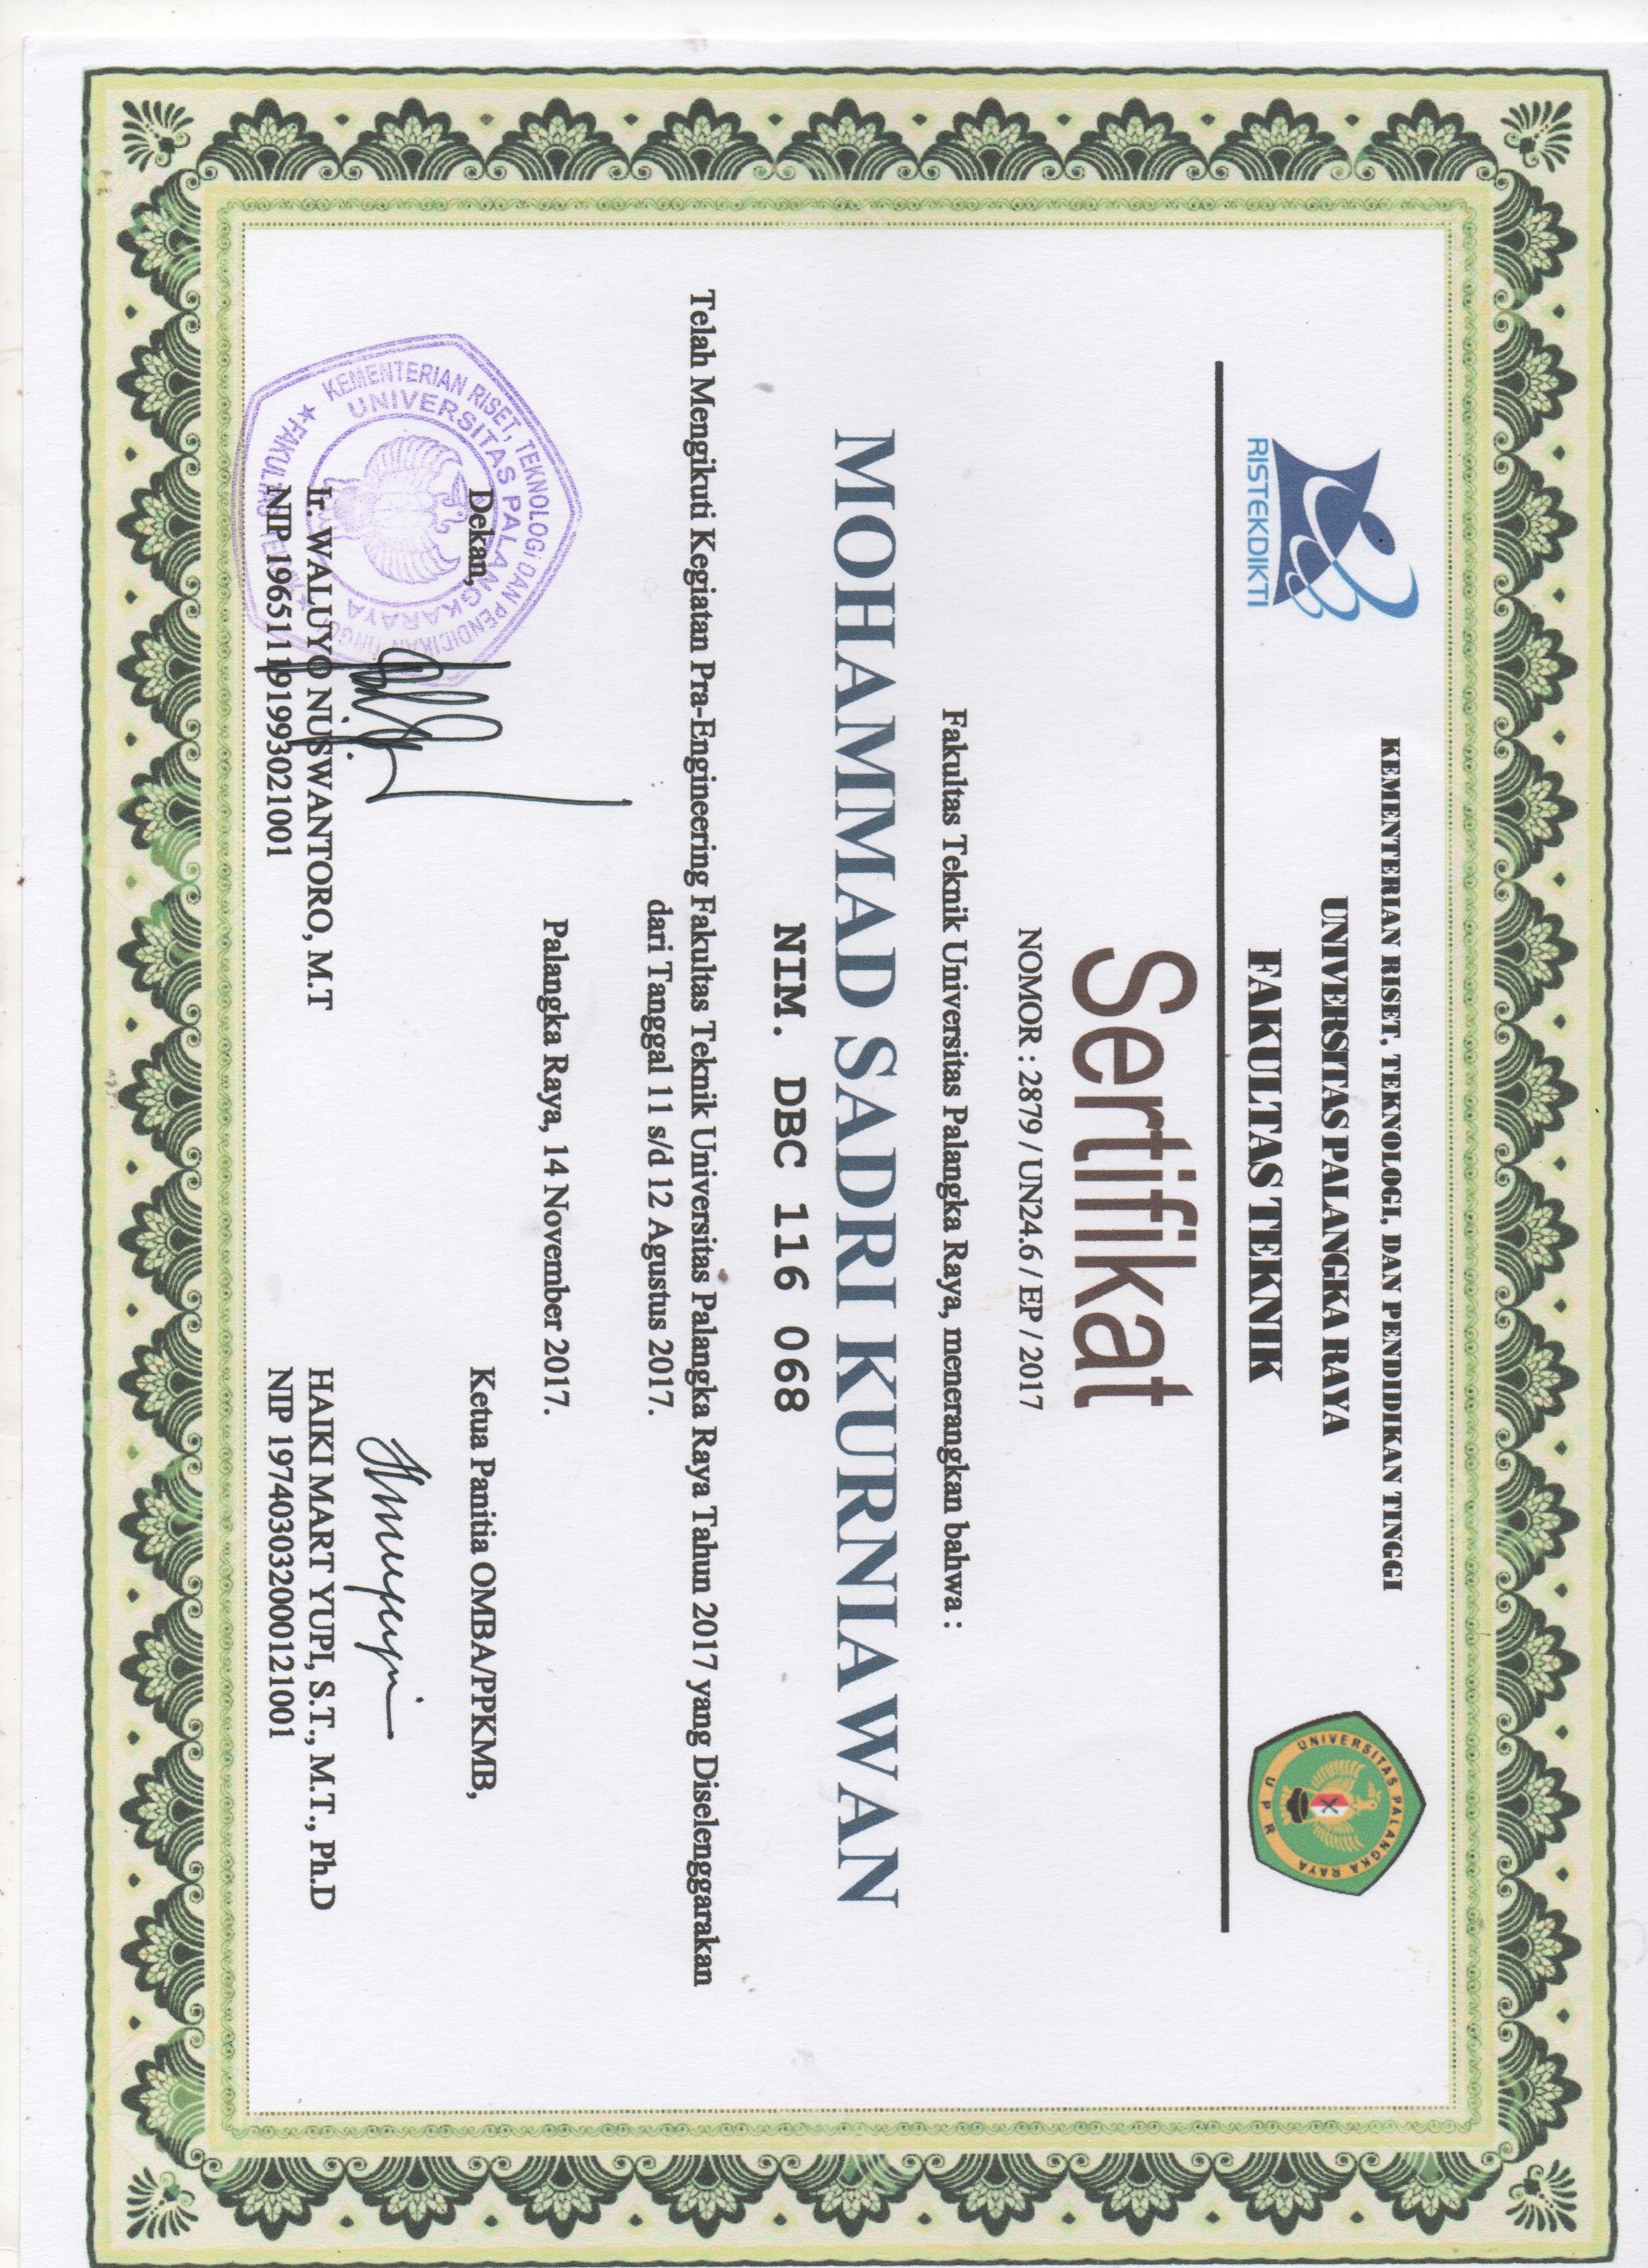 RISTEKDIKTI
KEMENTERIAN RISET, TEKNOLOGI, DAN PENDIDIKAN TINGGI
UNIVERSITAS PALANGKA RAYA
FAKULTAS TEKNIK
UNIVERSITAS PALANGKA RAYA
U P R
Sertifikat
NOMOR : 2879 / UN24.6 / EP / 2017
Fakultas Teknik Universitas Palangka Raya, menerangkan bahwa :
MOHAMMAD SADRI KURNIAWAN
NIM. DBC 116 068
Telah Mengikuti Kegiatan Pra-Engineering Fakultas Teknik Universitas Palangka Raya Tahun 2017 yang Diselenggarakan
dari Tanggal 11 s/d 12 Agustus 2017.
Palangka Raya, 14 November 2017.
Dekan,
KEMENTERIAN RISET, TEKNOLOGI DAN PENDIDIKAN TINGGI
UNIVERSITAS PALANGKARAYA
FAKULTAS
Ir. WALUYO NUSWANTORO, M.T
NIP 196511191993021001
Ketua Panitia OMBA/PPKMB,
HAIKI MART YUPI, S.T., M.T., Ph.D
NIP 197403032000121001